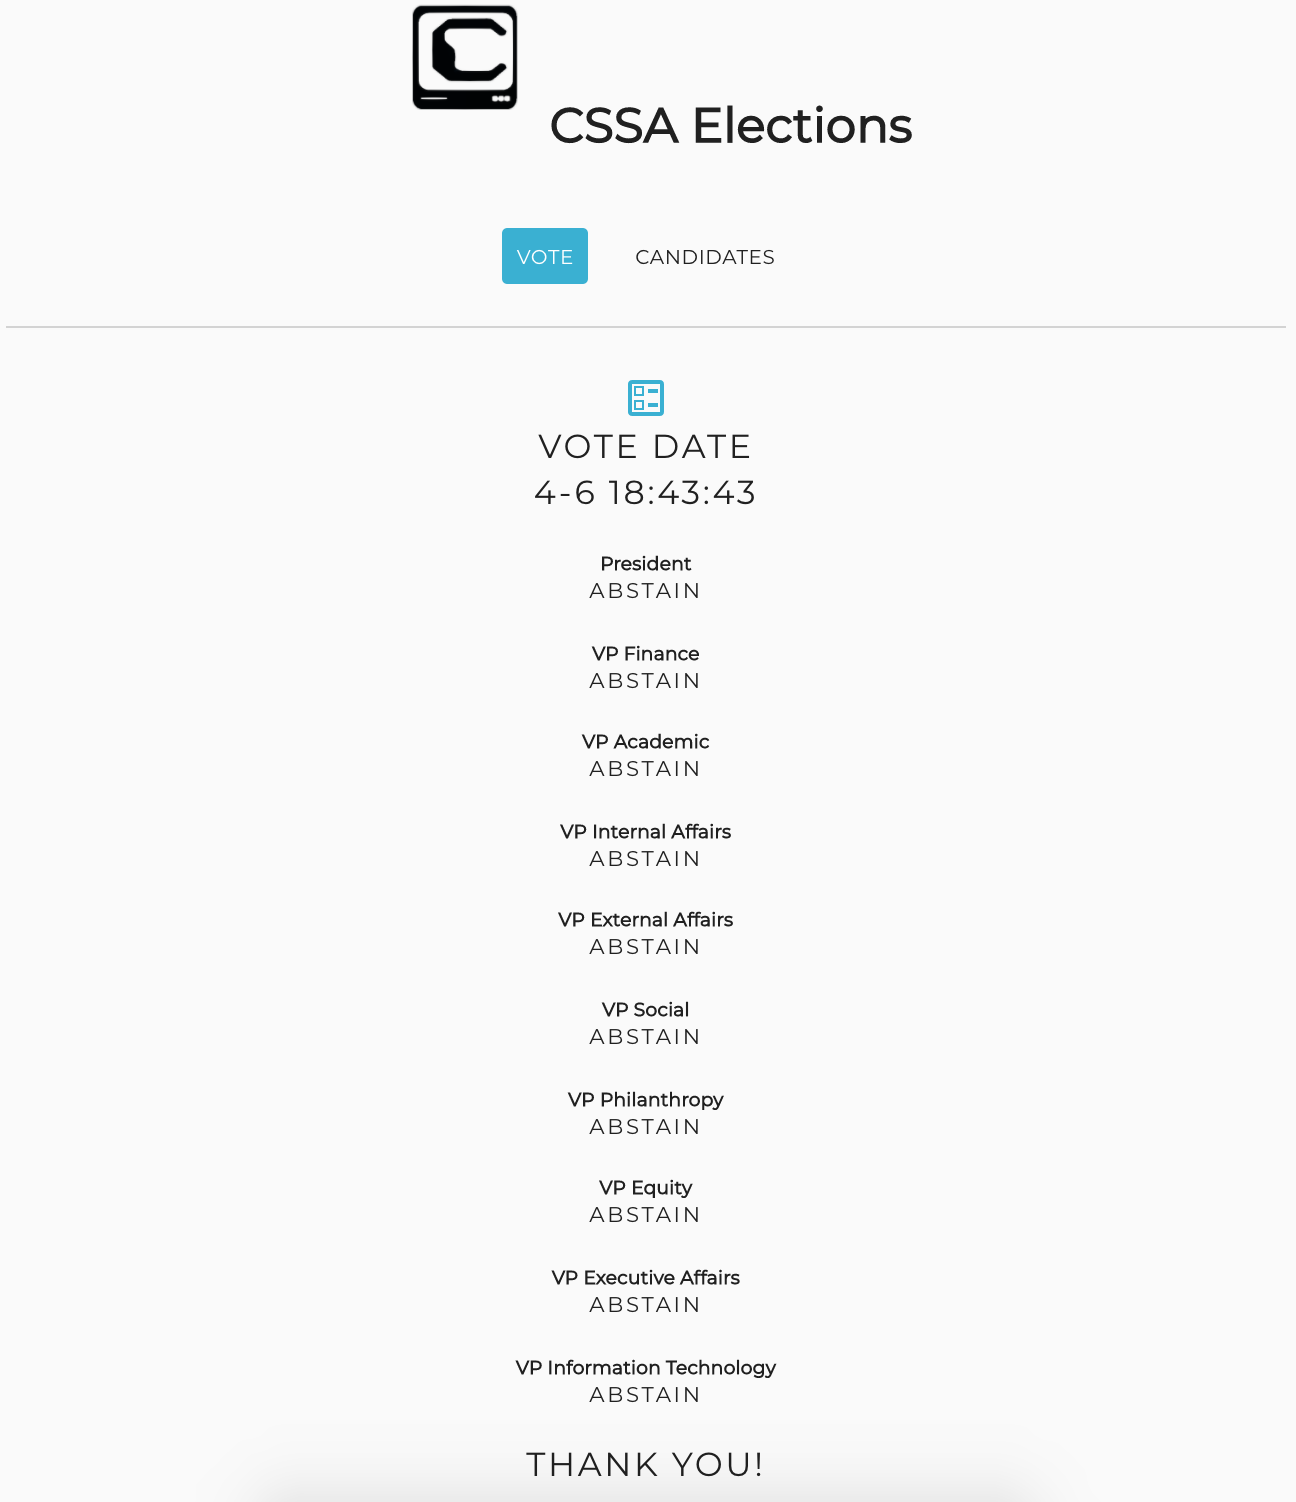 C
CSSA Elections
VOTE
CANDIDATES
VOTE DATE
4-6 18:43:43
President
ABSTAIN
VP Finance
ABSTAIN
VP Academic
ABSTAIN
VP Internal Affairs
ABSTAIN
VP External Affairs
ABSTAIN
VP Social
ABSTAIN
VP Philanthropy
ABSTAIN
VP Equity
ABSTAIN
VP Executive Affairs
ABSTAIN
VP Information Technology
ABSTAIN
THANK YOU!